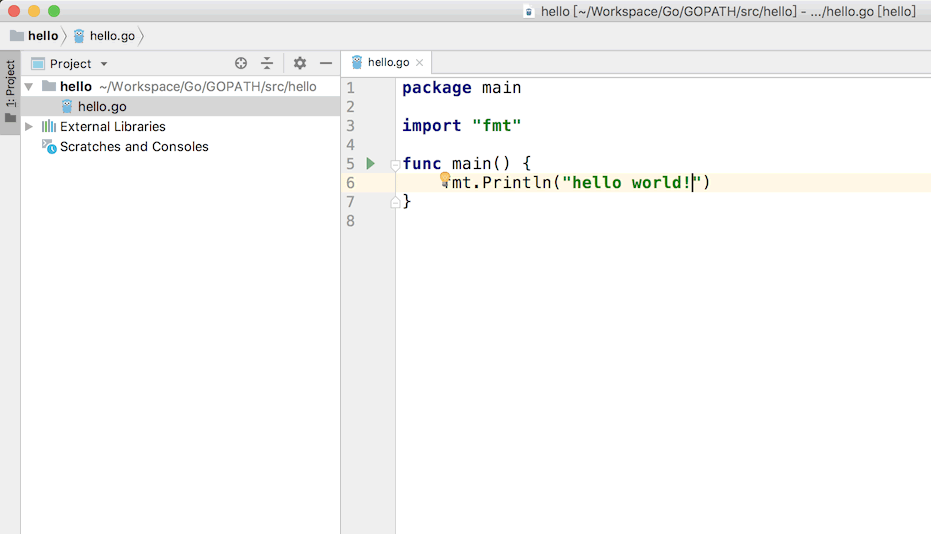 hello [~/Workspace/Go/GOPATH/src/hello] - .../hello.go [hello]
hello hello.go
1: Project
Project
hello ~/Workspace/Go/GOPATH/src/hello
hello.go
External Libraries
Scratches and Consoles
hello.go
1 package main
2
3 import "fmt"
4
5 func main() {
6 fmt.Println("hello world!")
7 }
8